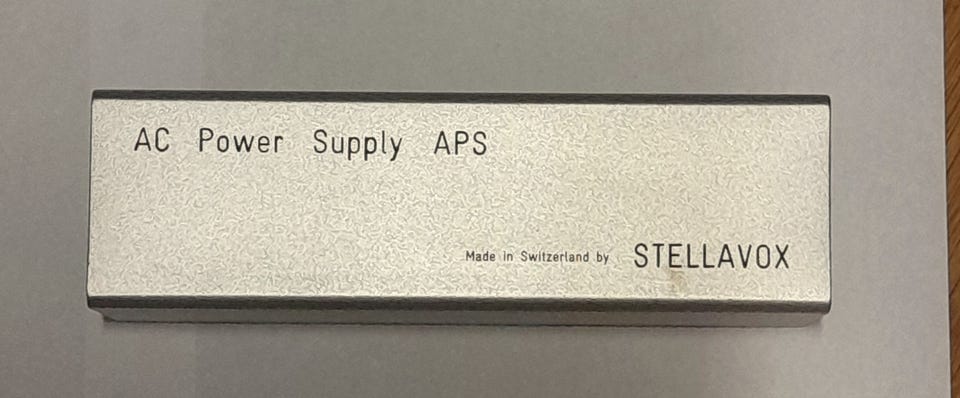 AC Power Supply APS
Made in Switzerland by STELLAVOX